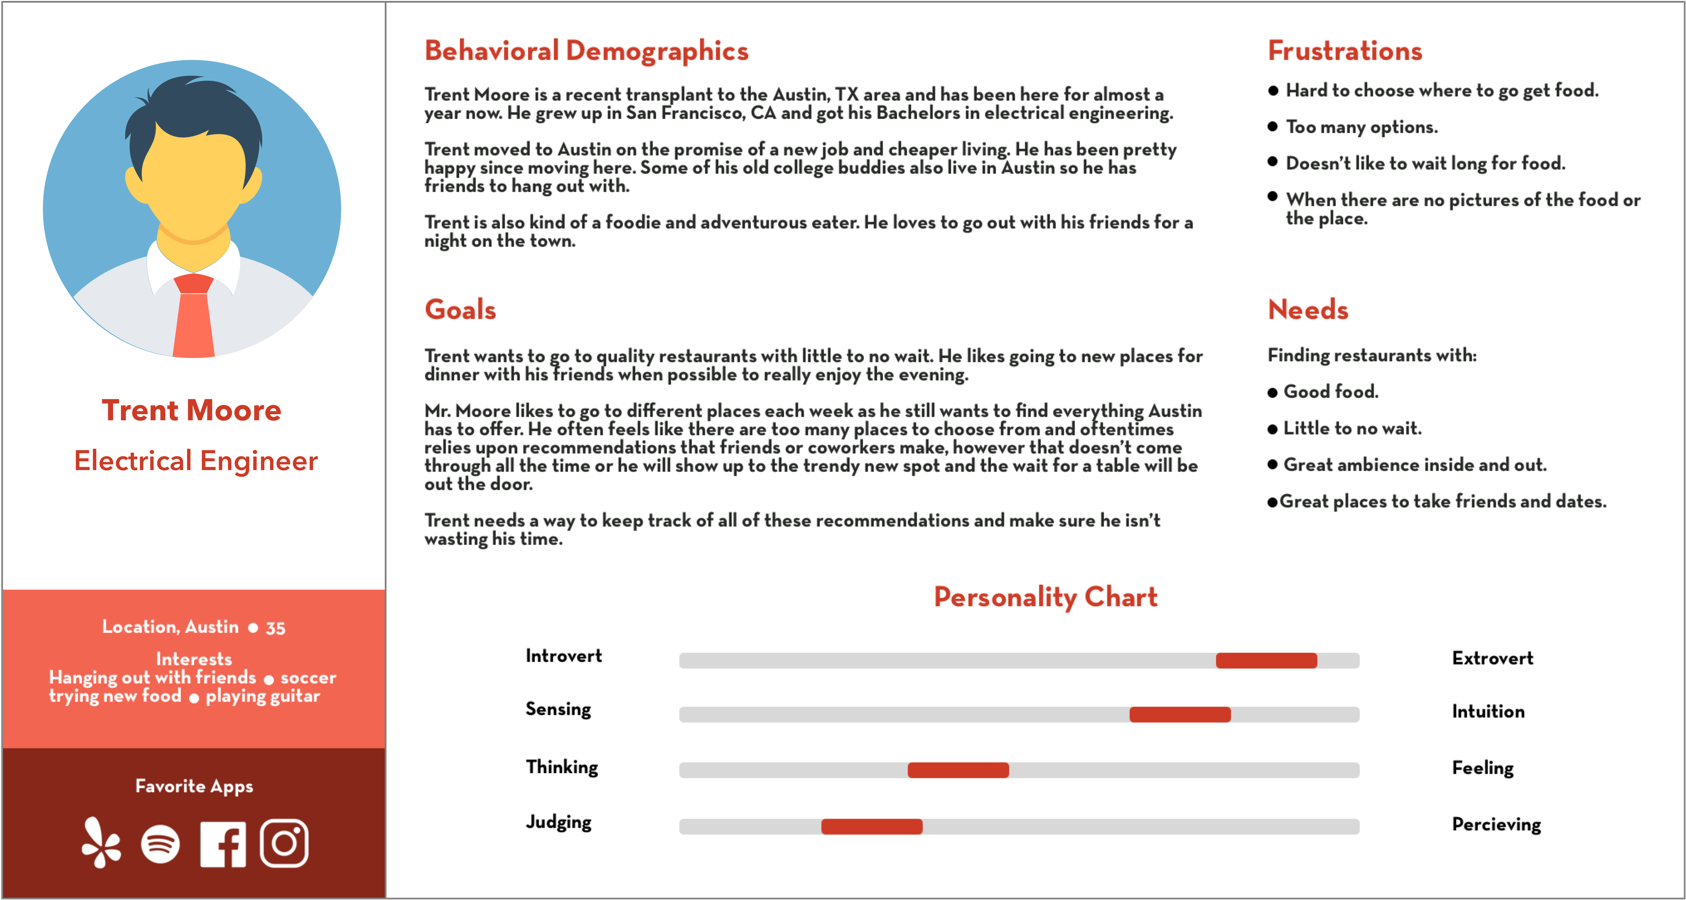 Trent Moore
Electrical Engineer
Location, Austin ● 35
Interests
Hanging out with friends ● soccer
trying new food ● playing guitar
Favorite Apps
Behavioral Demographics
Trent Moore is a recent transplant to the Austin, TX area and has been here for almost a
year now. He grew up in San Francisco, CA and got his Bachelors in electrical engineering.
Trent moved to Austin on the promise of a new job and cheaper living. He has been pretty
happy since moving here. Some of his old college buddies also live in Austin so he has
friends to hang out with.
Trent is also kind of a foodie and adventurous eater. He loves to go out with his friends for a
night on the town.
Goals
Trent wants to go to quality restaurants with little to no wait. He likes going to new places for
dinner with his friends when possible to really enjoy the evening.
Mr. Moore likes to go to different places each week as he still wants to find everything Austin
has to offer. He often feels like there are too many places to choose from and oftentimes
relies upon recommendations that friends or coworkers make, however that doesn't come
through all the time or he will show up to the trendy new spot and the wait for a table will be
out the door.
Trent needs a way to keep track of all of these recommendations and make sure he isn't
wasting his time.
Frustrations
● Hard to choose where to go get food.
● Too many options.
● Doesn't like to wait long for food.
● When there are no pictures of the food or
the place.
Needs
Finding restaurants with:
● Good food.
● Little to no wait.
● Great ambience inside and out.
● Great places to take friends and dates.
Personality Chart
Introvert Extrovert
Sensing Intuition
Thinking Feeling
Judging Percieving